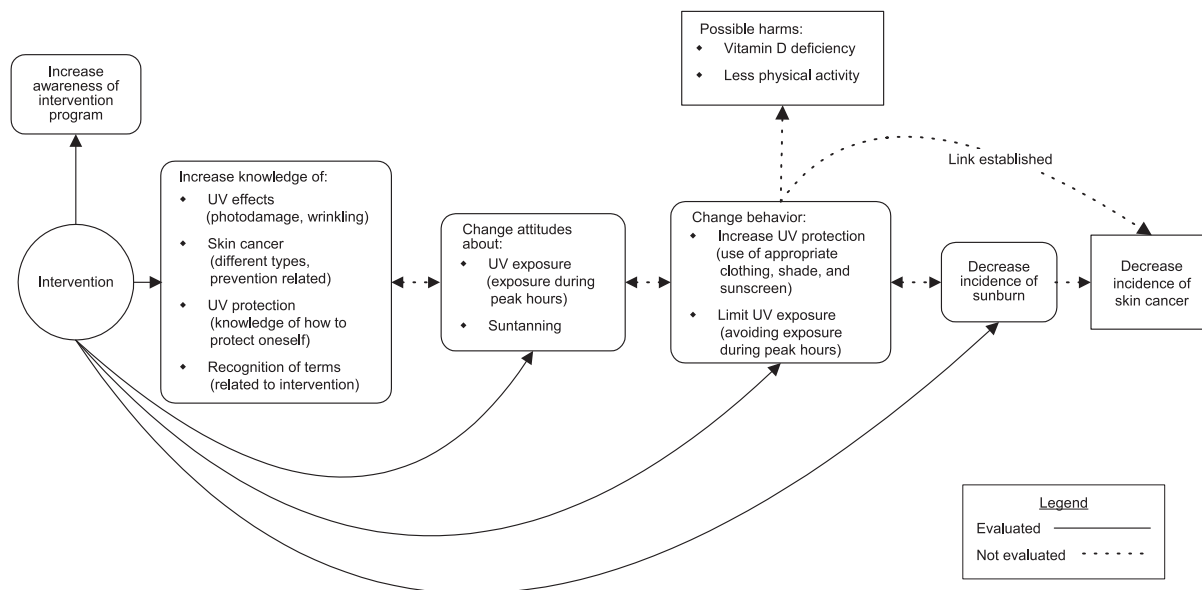 Possible harms:
Vitamin D deficiency
Less physical activity
Increase
awareness of
intervention
program
Link established
Increase knowledge of:
UV effects
(photodamage, wrinkling)
Skin cancer
(different types,
prevention related)
UV protection
(knowledge of how to
protect oneself)
Recognition of terms
(related to intervention)
Intervention
Change attitudes
about:
UV exposure
(exposure during
peak hours)
Suntanning
Change behavior:
Increase UV protection
(use of appropriate
clothing, shade, and
sunscreen)
Limit UV exposure
(avoiding exposure
during peak hours)
Decrease
incidence of
sunburn
Decrease
incidence of
skin cancer
Legend
Evaluated
Not evaluated